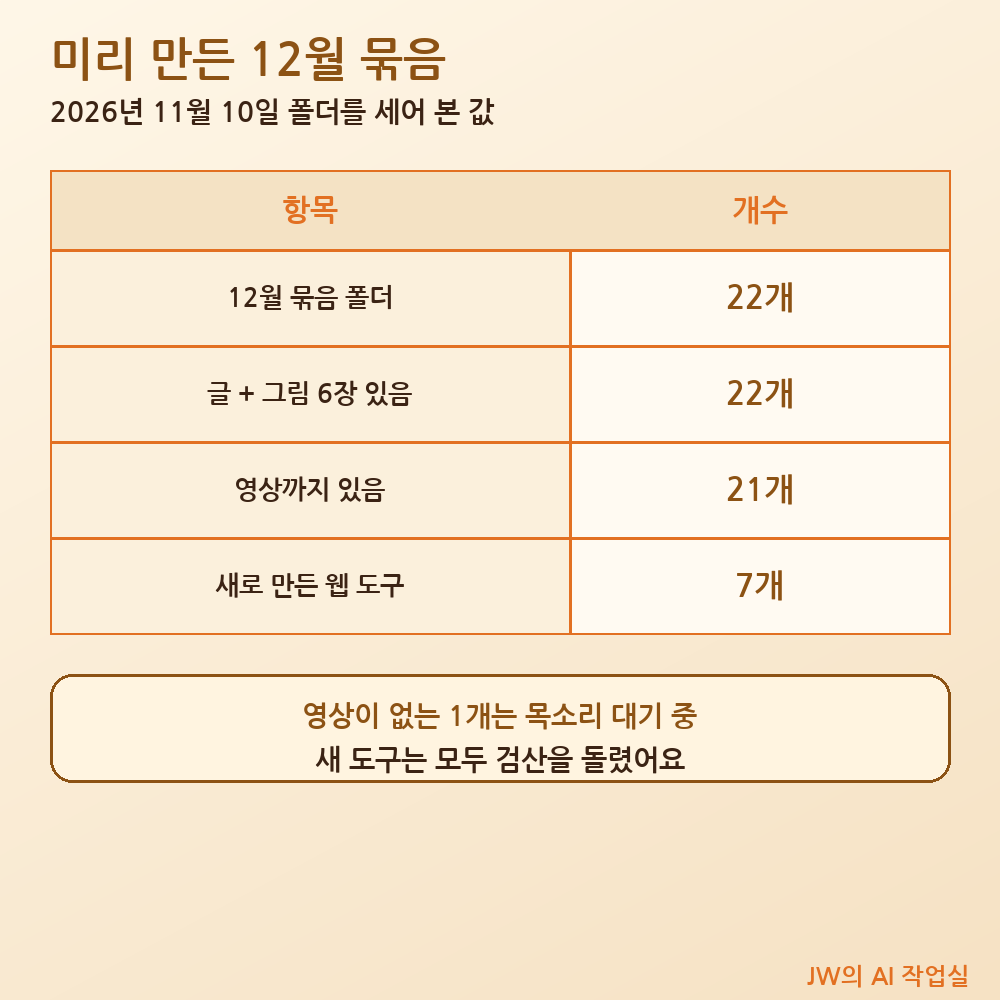 미리 만든 12월 묶음
2026년 11월 10일 폴더를 세어 본 값
항목 개수
12월 묶음 폴더 22개
글 + 그림 6장 있음 22개
영상까지 있음 21개
새로 만든 웹 도구 7개
영상이 없는 1개는 목소리 대기 중
새 도구는 모두 검산을 돌렸어요
JW의 AI 작업실